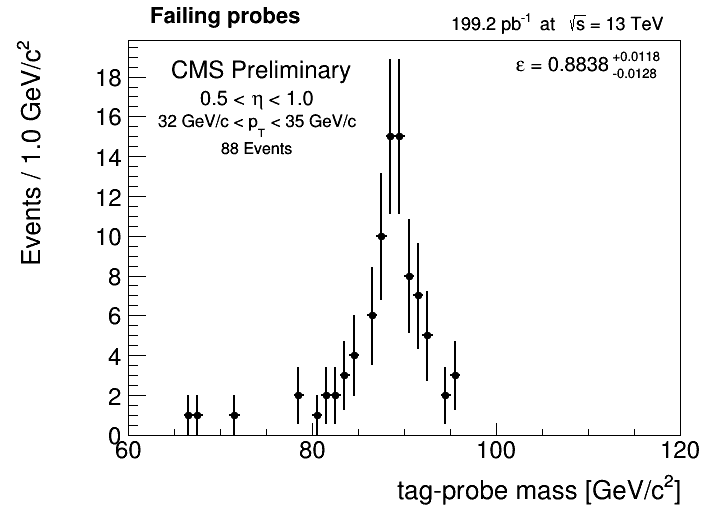 Failing probes
199.2 pb⁻¹ at √s = 13 TeV
CMS Preliminary
0.5 < η < 1.0
32 GeV/c < p_T < 35 GeV/c
88 Events
ε = 0.8838 +0.0118 -0.0128
Events / 1.0 GeV/c²
18
16
14
12
10
8
6
4
2
0
60 80 100 120
tag-probe mass [GeV/c²]